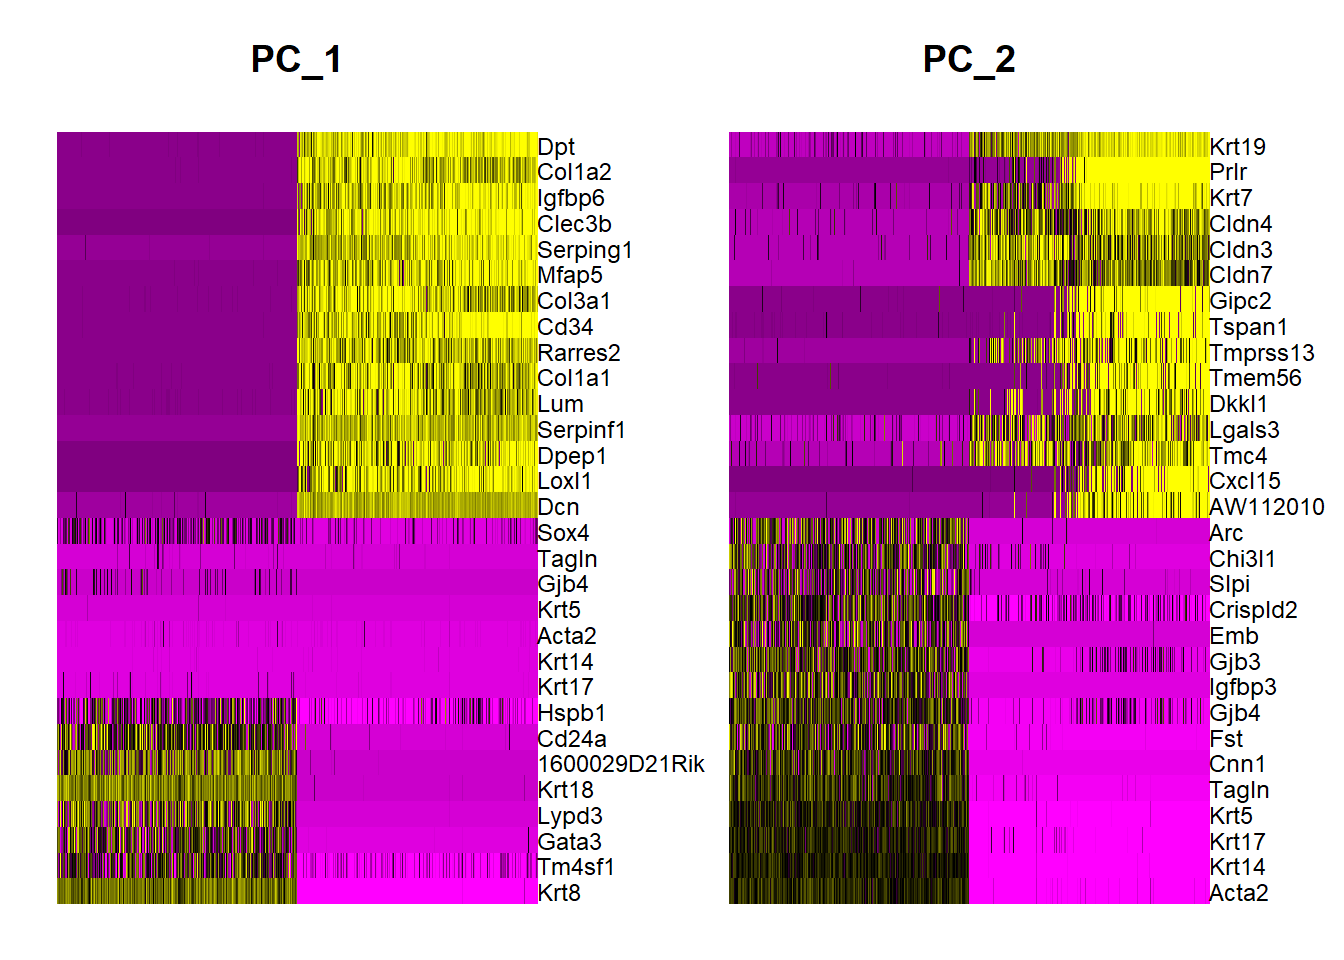 PC_1
Dpt
Col1a2
Igfbp6
Clec3b
Serping1
Mfap5
Col3a1
Cd34
Rarres2
Col1a1
Lum
Serpinf1
Dpep1
Loxl1
Dcn
Sox4
Tagln
Gjb4
Krt5
Acta2
Krt14
Krt17
Hspb1
Cd24a
1600029D21Rik
Krt18
Lypd3
Gata3
Tm4sf1
Krt8
PC_2
Krt19
Prlr
Krt7
Cldn4
Cldn3
Cldn7
Gipc2
Tspan1
Tmprss13
Tmem56
Dkkl1
Lgals3
Tmc4
Cxcl15
AW112010
Arc
Chi3l1
Slpi
Crispld2
Emb
Gjb3
Igfbp3
Gjb4
Fst
Cnn1
Tagln
Krt5
Krt17
Krt14
Acta2